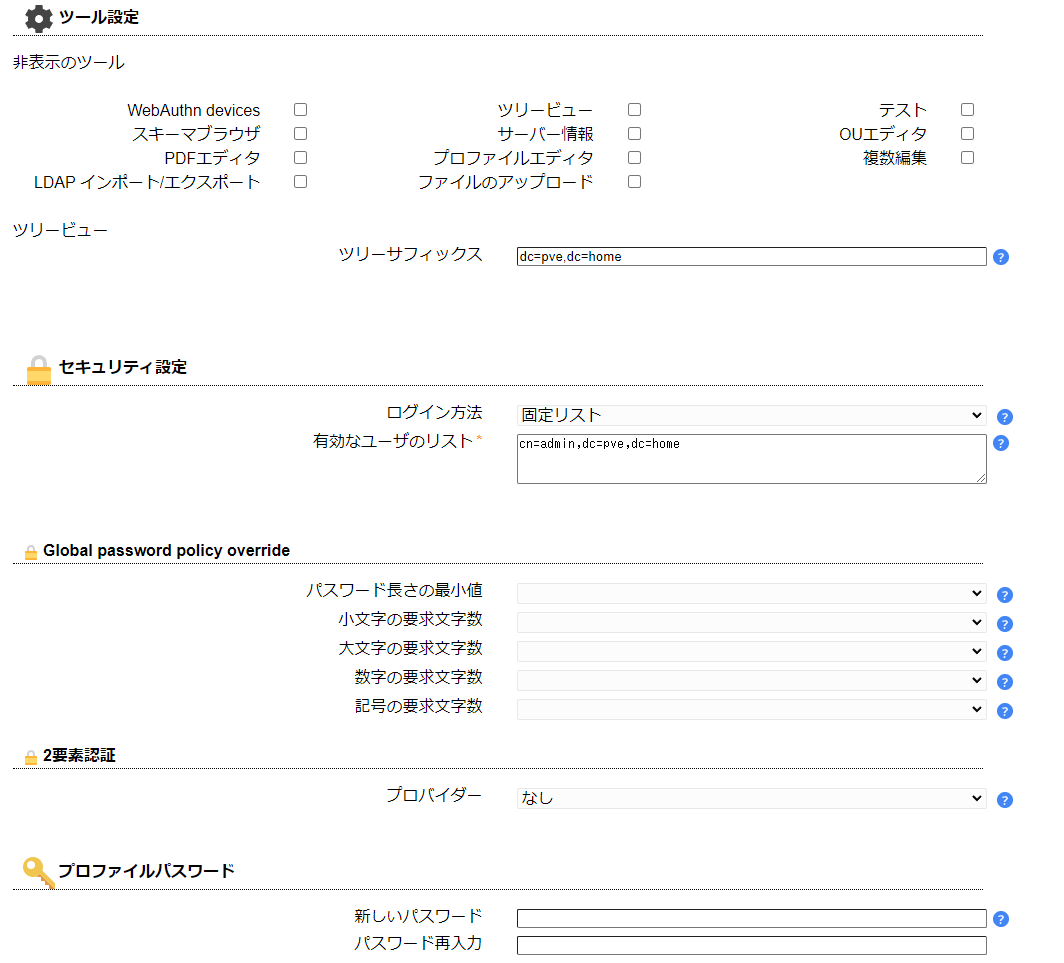 ツール設定
非表示のツール
WebAuthn devices ツリービュー テスト
スキーマブラウザ サーバー情報 OUエディタ
PDFエディタ プロファイルエディタ 複数編集
LDAP インポート/エクスポート ファイルのアップロード
ツリービュー
ツリーサフィックス dc=pve,dc=home ?
セキュリティ設定
ログイン方法 固定リスト ?
有効なユーザのリスト* cn=admin,dc=pve,dc=home ?
Global password policy override
パスワード長さの最小値 ?
小文字の要求文字数 ?
大文字の要求文字数 ?
数字の要求文字数 ?
記号の要求文字数 ?
2要素認証
プロバイダー なし ?
プロファイルパスワード
新しいパスワード ?
パスワード再入力